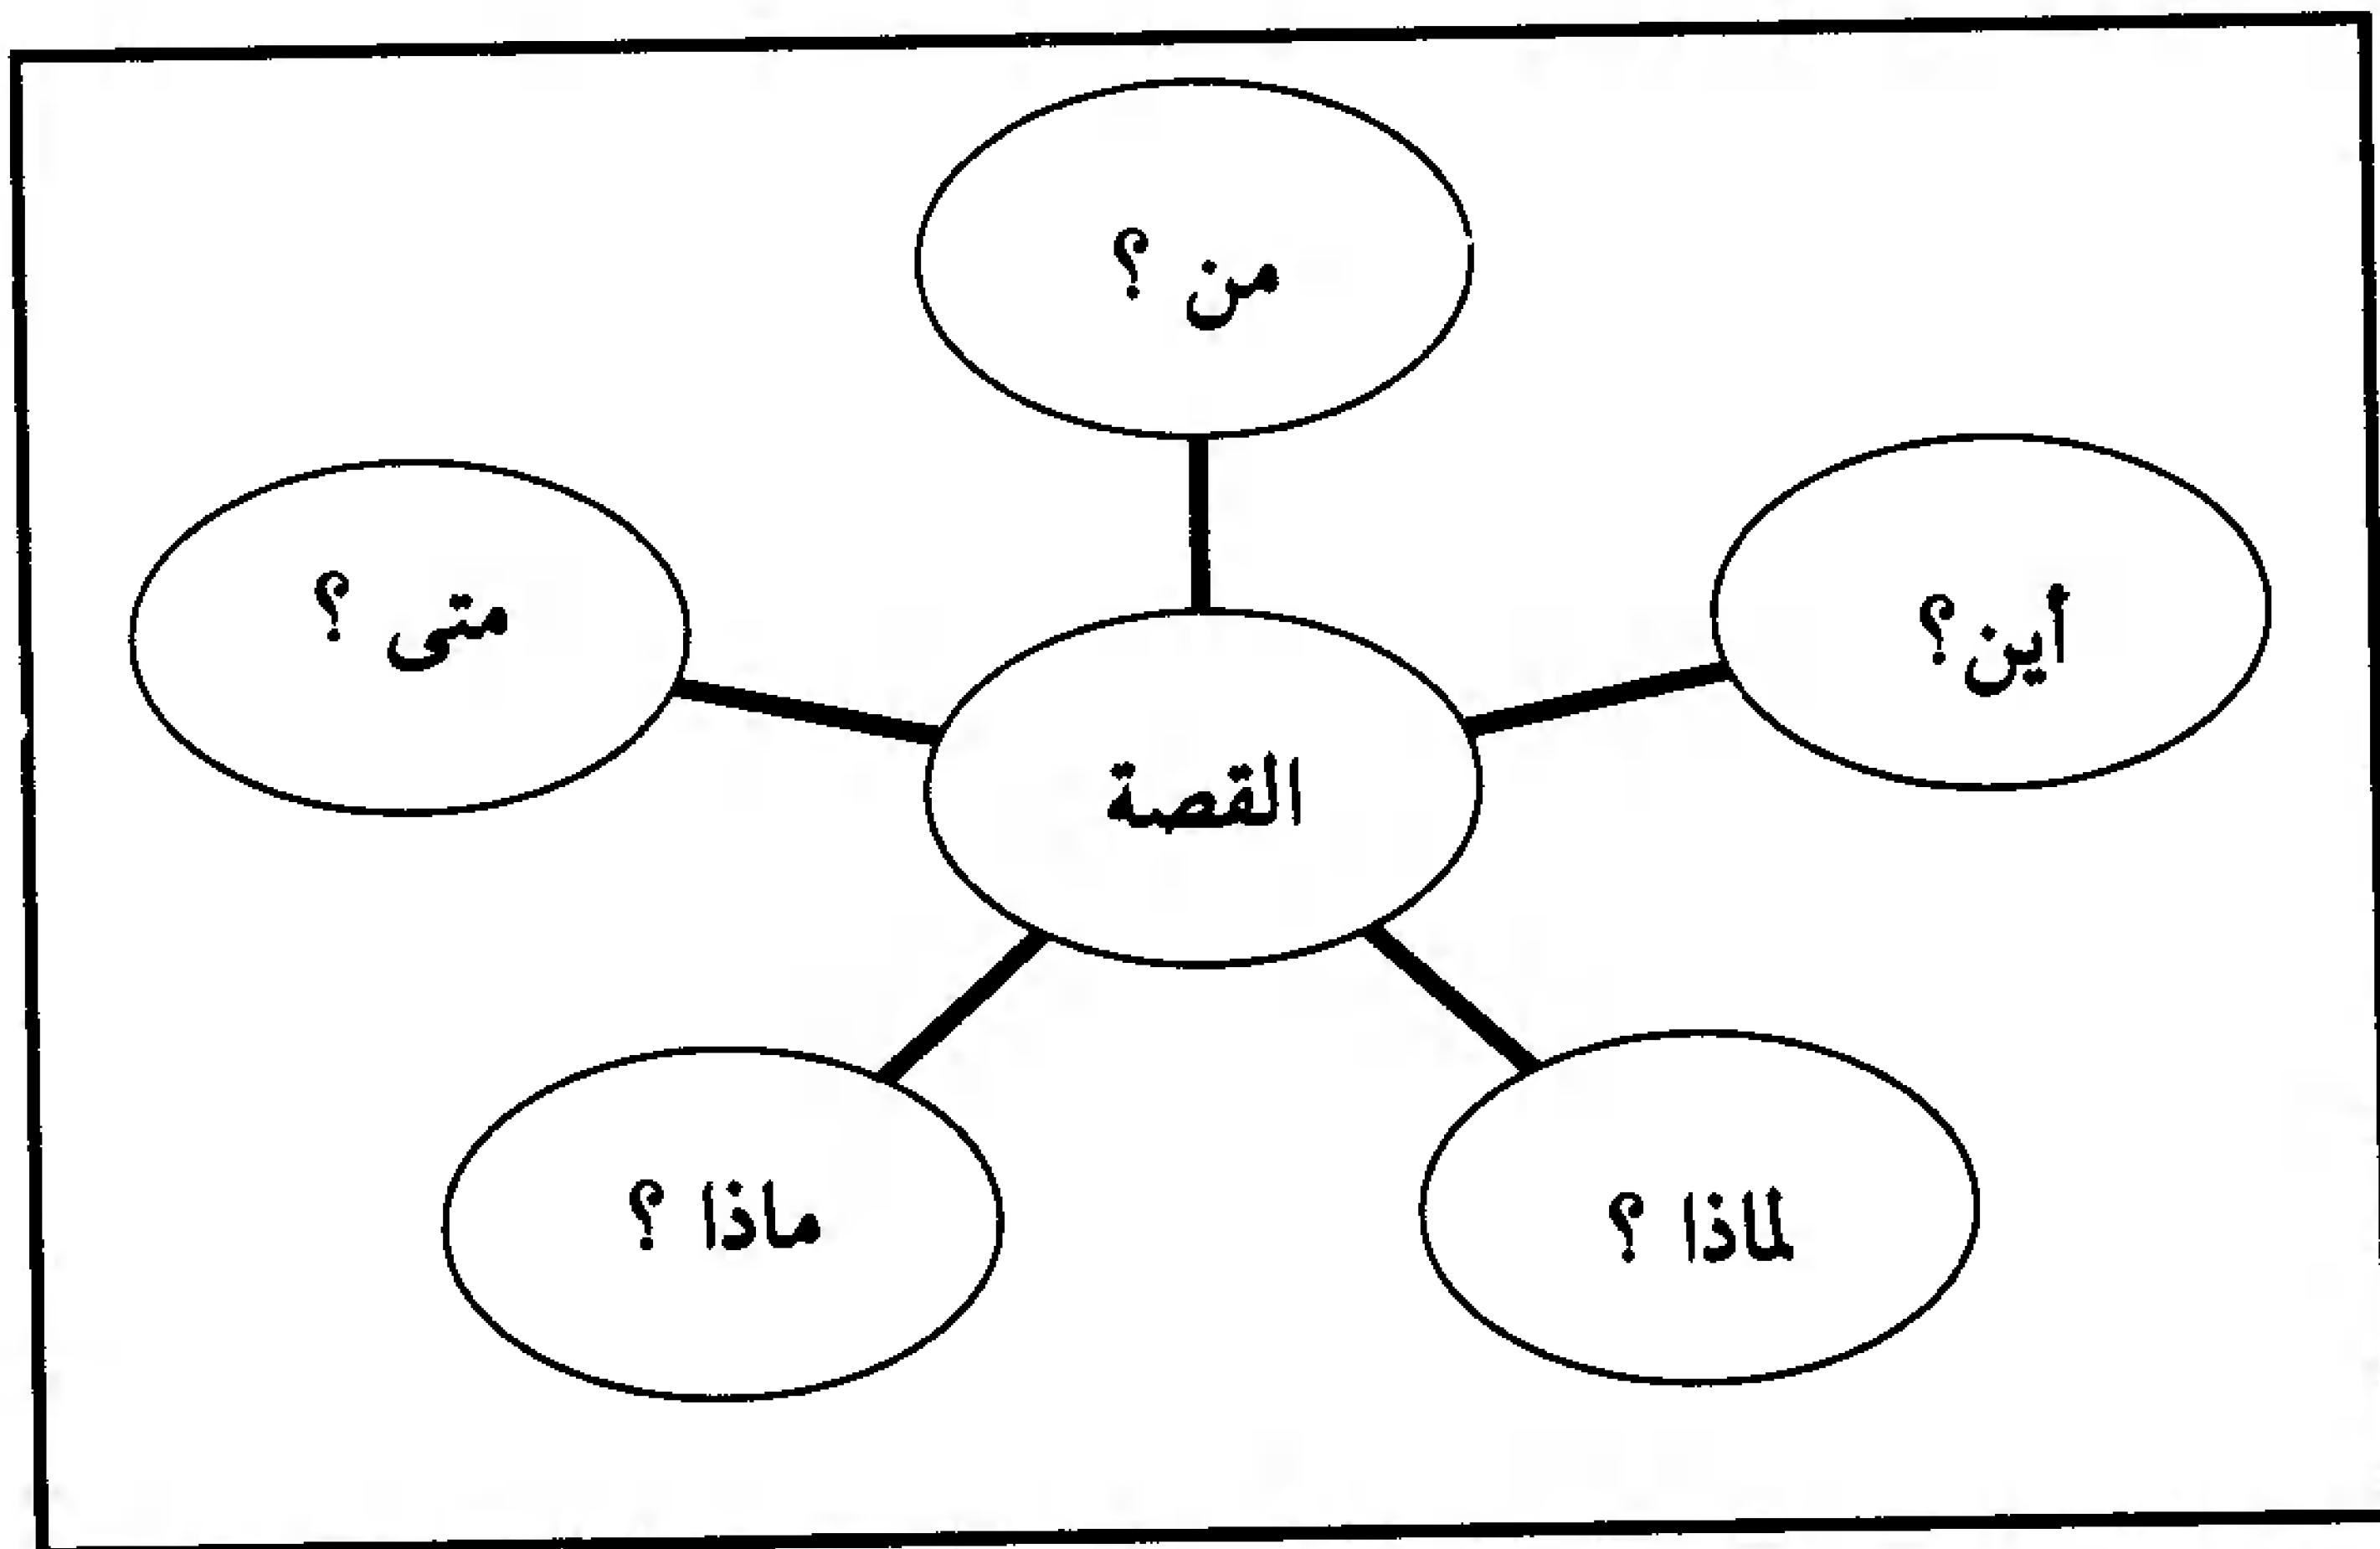 من ؟
أين؟
متى ؟
القصة
لماذا ؟
ماذا ؟